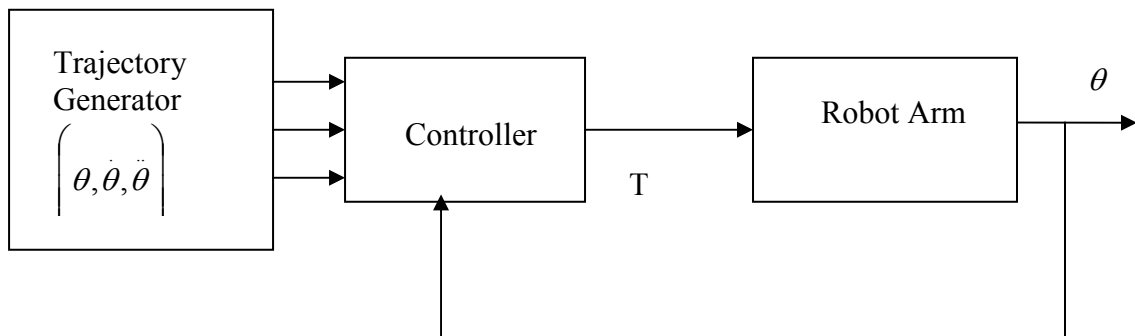 Trajectory
Generator
(θ, θ̇, θ̈)
Controller
T
Robot Arm
θ